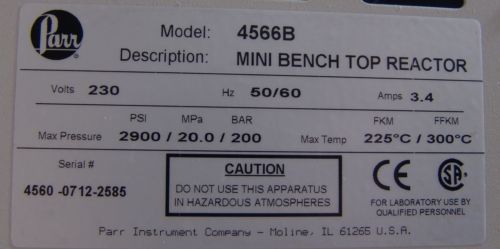 Parr
Model: 4566B
Description: MINI BENCH TOP REACTOR
Volts 230 Hz 50/60 Amps 3.4
PSI MPa BAR FKM FFKM
Max Pressure 2900 / 20.0 / 200 Max Temp 225°C / 300°C
Serial #
4560 -0712-2585
CAUTION
DO NOT USE THIS APPARATUS
IN HAZARDOUS ATMOSPHERES
CE SA
FOR LABORATORY USE BY
QUALIFIED PERSONNEL
Parr Instrument Company - Moline, IL 61265 U.S.A.